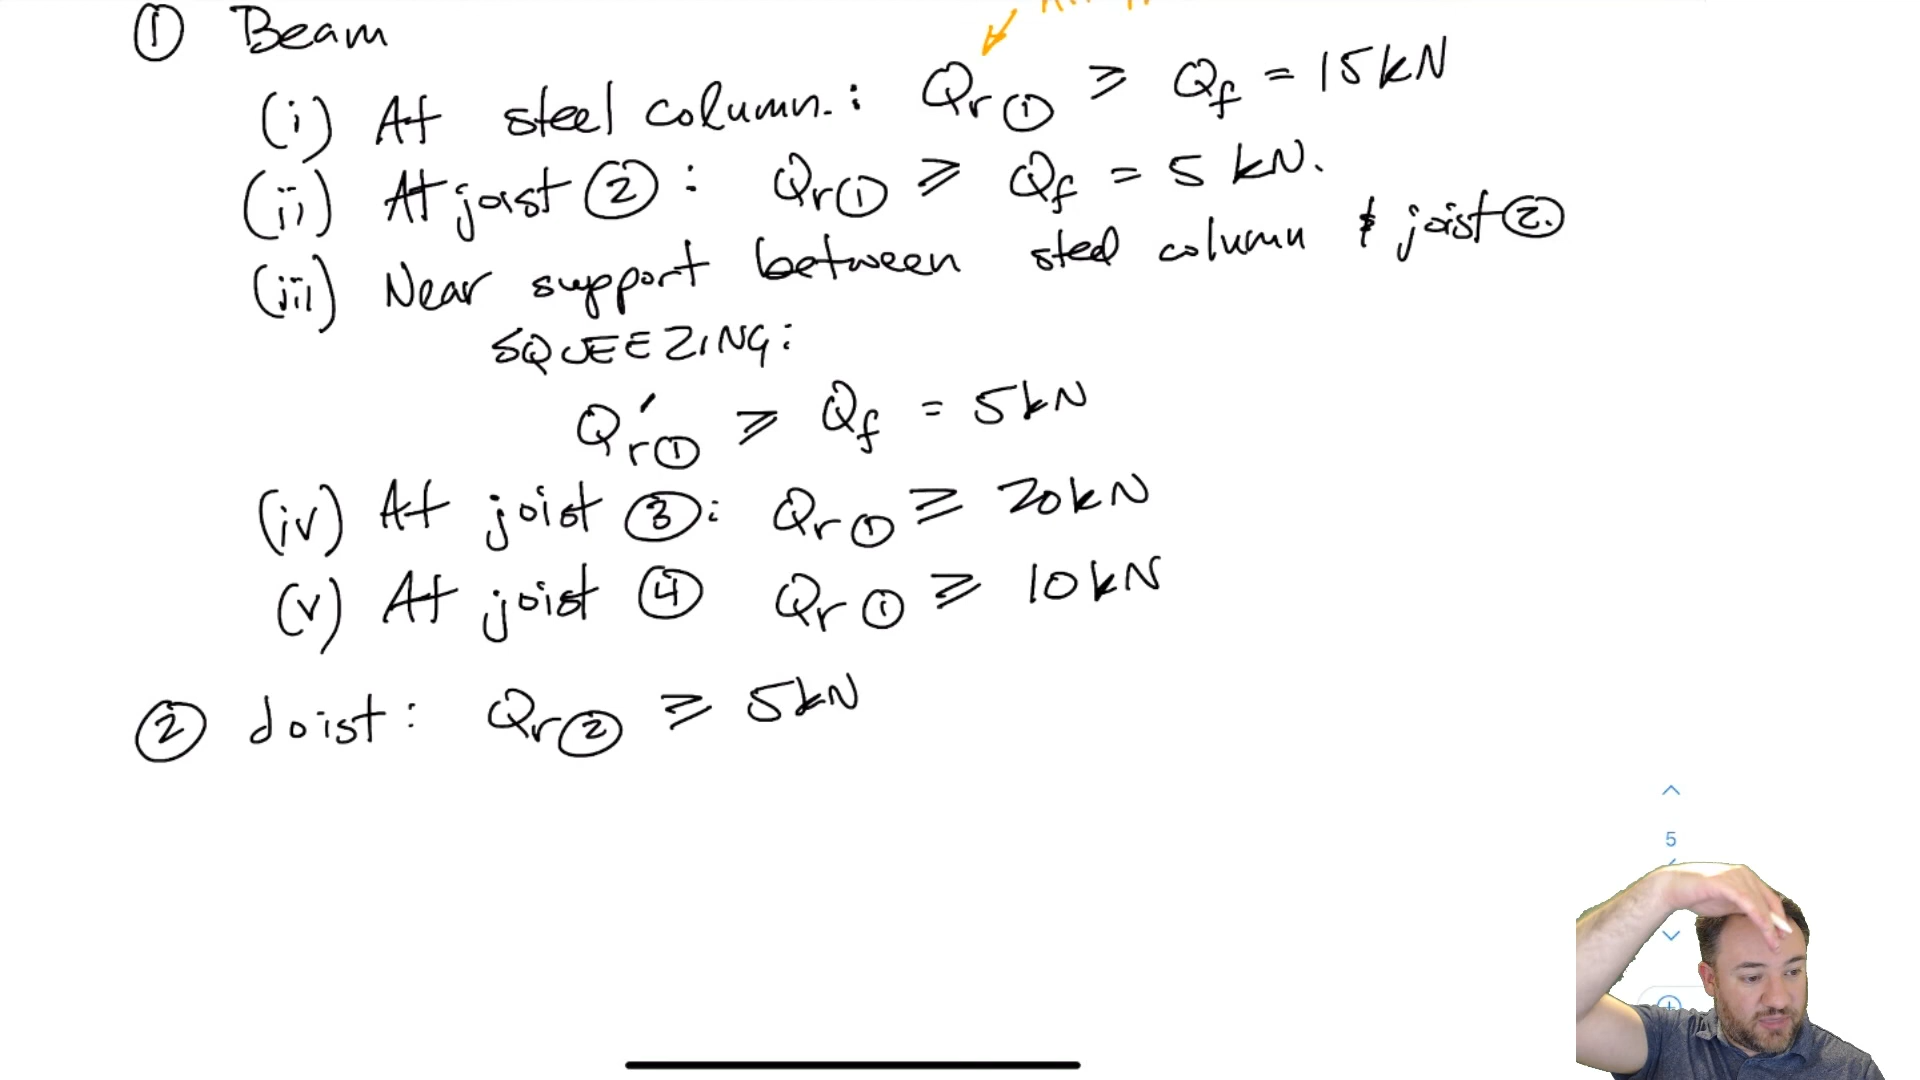 ① Beam
(i) At steel column.: Qr① ≥ Qf = 15kN
(ii) At joist ②: Qr① ≥ Qf = 5 kN.
(iii) Near support between steel column & joist ②.
SQUEEZING:
Q'r① ≥ Qf = 5kN
(iv) At joist ③: Qr① ≥ 20kN
(v) At joist ④ Qr① ≥ 10kN
② Joist: Qr② ≥ 5kN
5